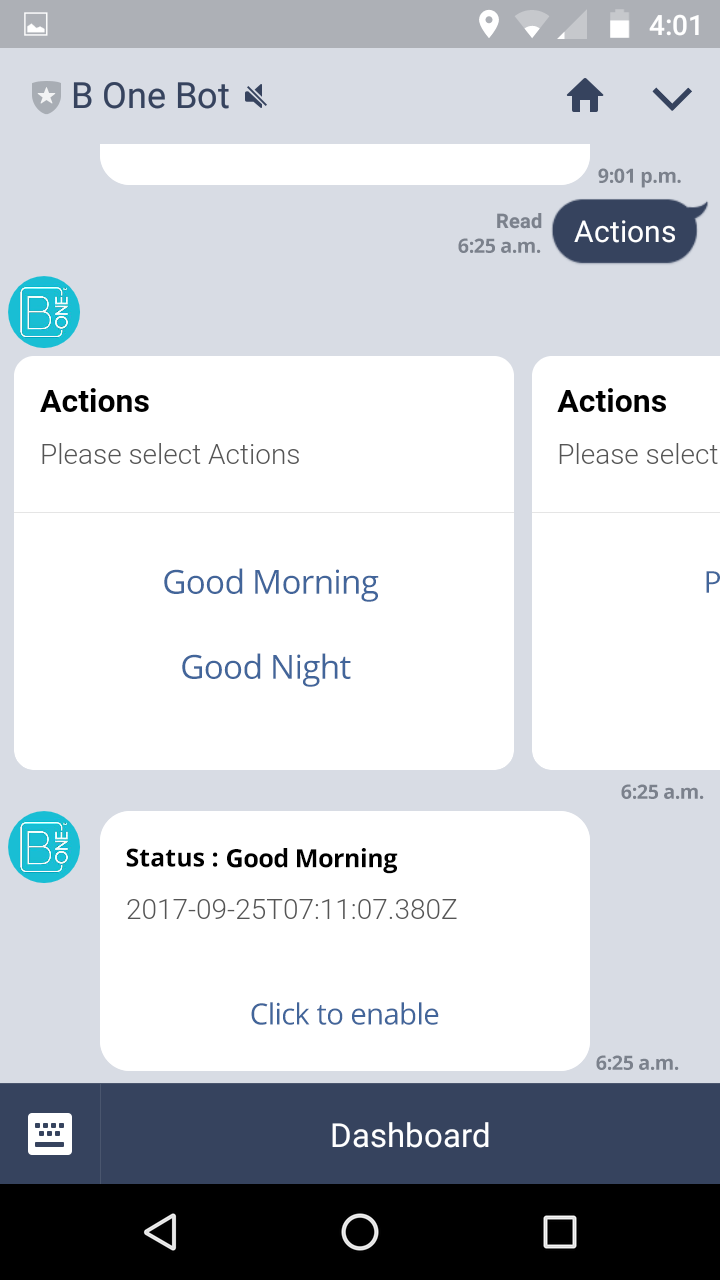 4:01
B One Bot
9:01 p.m.
Read
6:25 a.m.
Actions
B ONE
Actions
Please select Actions
Good Morning
Good Night
Actions
Please select
P
6:25 a.m.
B ONE
Status : Good Morning
2017-09-25T07:11:07.380Z
Click to enable
6:25 a.m.
Dashboard